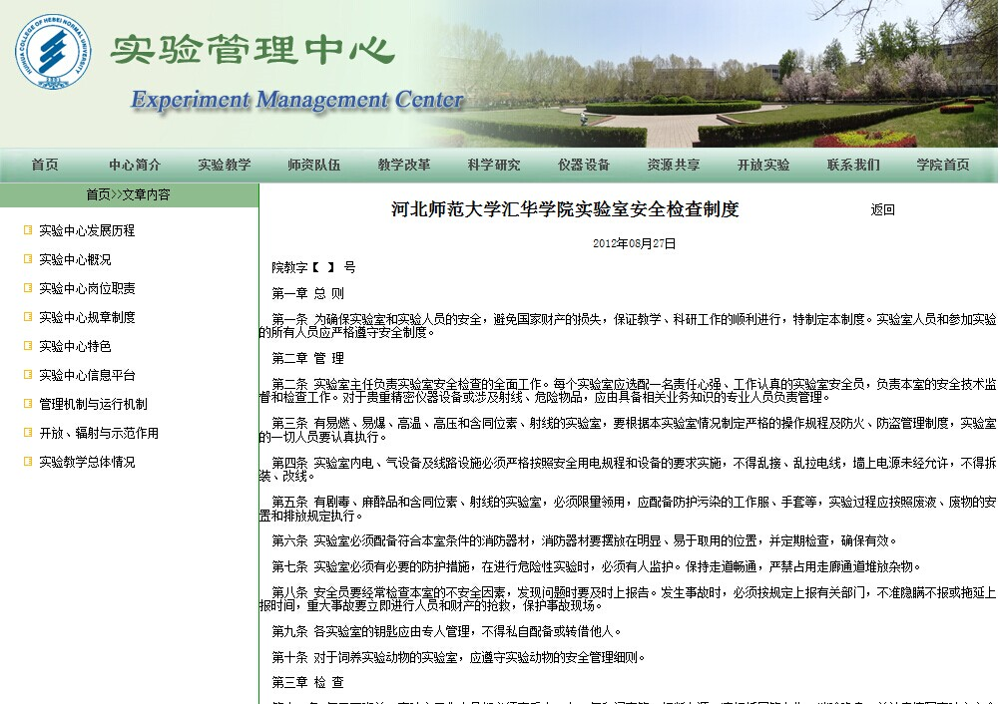 HUIHUA COLLEGE OF HEBEI NORMAL UNIVERSITY
实验管理中心
Experiment Management Center
首页 中心简介 实验教学 师资队伍 教学改革 科学研究 仪器设备 资源共享 开放实验 联系我们 学院首页
首页>>文章内容
实验中心发展历程
实验中心概况
实验中心岗位职责
实验中心规章制度
实验中心特色
实验中心信息平台
管理机制与运行机制
开放、辐射与示范作用
实验教学总体情况
河北师范大学汇华学院实验室安全检查制度 返回
2012年08月27日
院教字【 】 号
第一章 总 则
第一条 为确保实验室和实验人员的安全，避免国家财产的损失，保证教学、科研工作的顺利进行，特制定本制度。实验室人员和参加实验
的所有人员应严格遵守安全制度。
第二章 管 理
第二条 实验室主任负责实验室安全检查的全面工作。每个实验室应选配一名责任心强、工作认真的实验室安全员，负责本室的安全技术监
督和检查工作。对于贵重精密仪器设备或涉及射线、危险物品，应由具备相关业务知识的专业人员负责管理。
第三条 有易燃、易爆、高温、高压和含同位素、射线的实验室，要根据本实验室情况制定严格的操作规程及防火、防盗管理制度，实验室
的一切人员要认真执行。
第四条 实验室内电、气设备及线路设施必须严格按照安全用电规程和设备的要求实施，不得乱接、乱拉电线，墙上电源未经允许，不得拆
装、改线。
第五条 有剧毒、麻醉品和含同位素、射线的实验室，必须限量领用，应配备防护污染的工作服、手套等，实验过程应按照废液、废物的安
置和排放规定执行。
第六条 实验室必须配备符合本室条件的消防器材，消防器材要摆放在明显、易于取用的位置，并定期检查，确保有效。
第七条 实验室必须有必要的防护措施，在进行危险性实验时，必须有人监护。保持走道畅通，严禁占用走廊通道堆放杂物。
第八条 安全员要经常检查本室的不安全因素，发现问题时要及时上报告。发生事故时，必须按规定上报有关部门，不准隐瞒不报或拖延上
报时间，重大事故要立即进行人员和财产的抢救，保护事故现场。
第九条 各实验室的钥匙应由专人管理，不得私自配备或转借他人。
第十条 对于饲养实验动物的实验室，应遵守实验动物的安全管理细则。
第三章 检 查